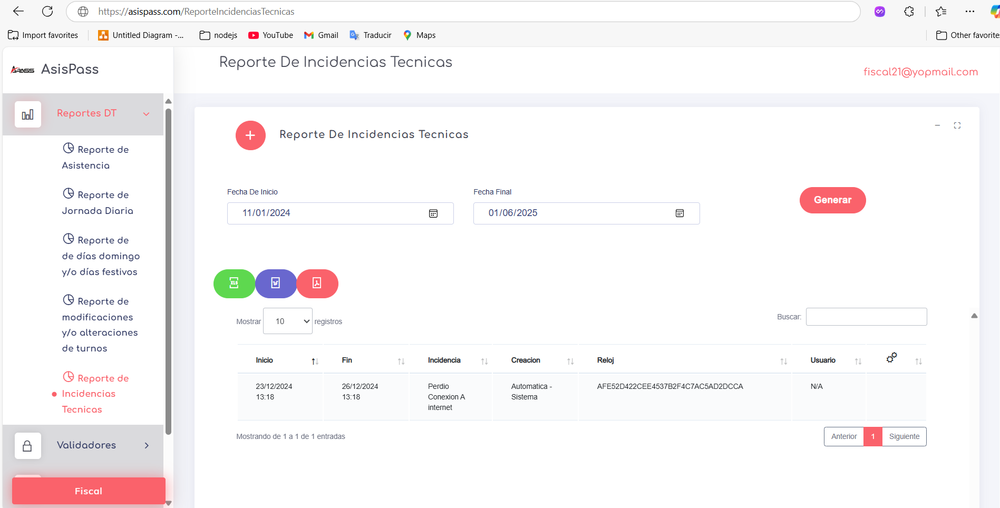 https://asispass.com/ReporteIncidenciasTecnicas
Import favorites
Untitled Diagram -...
nodejs
YouTube
Gmail
Traducir
Maps
Other favorites
APASS AsisPass
Reporte De Incidencias Tecnicas
fiscal21@yopmail.com
Reportes DT
Reporte de
Asistencia
Reporte de
Jornada Diaria
Reporte de
de días domingo
y/o días festivos
Reporte de
modificaciones
y/o alteraciones
de turnos
Reporte de
Incidencias
Tecnicas
Validadores
Fiscal
Reporte De Incidencias Tecnicas
Fecha De Inicio
11/01/2024
Fecha Final
01/06/2025
Generar
XLS
W
Mostrar 10 registros
Buscar:
Inicio Fin Incidencia Creacion Reloj Usuario
23/12/2024
13:18
26/12/2024
13:18
Perdio
Conexion A
internet
Automatica -
Sistema
AFE52D422CEE4537B2F4C7AC5AD2DCCA
N/A
Mostrando de 1 a 1 de 1 entradas
Anterior 1 Siguiente